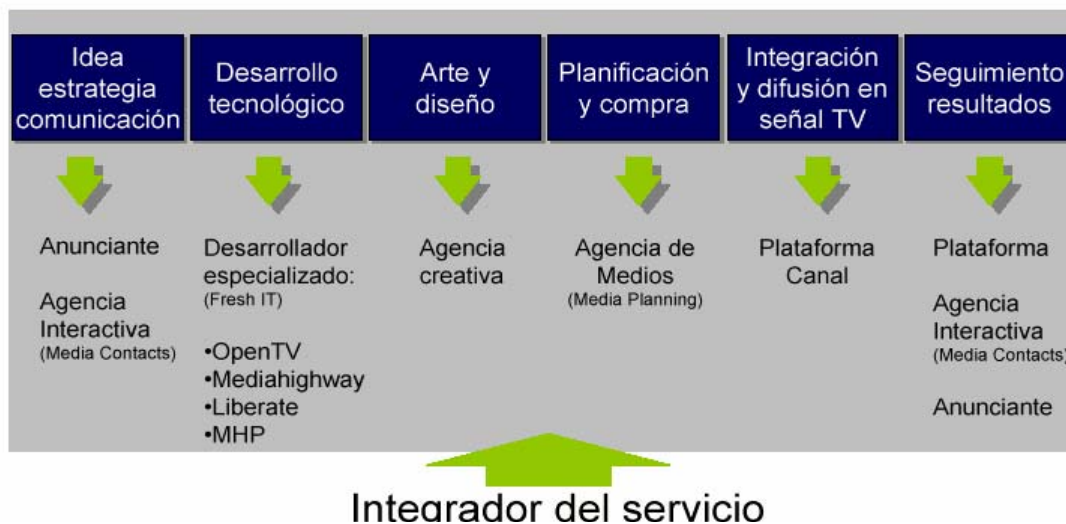 Idea
estrategia
comunicación
Desarrollo
tecnológico
Arte y
diseño
Planificación
y compra
Integración
y difusión en
señal TV
Seguimiento
resultados
Anunciante
Agencia
Interactiva
(Media Contacts)
Desarrollador
especializado:
(Fresh IT)
•OpenTV
•Mediahighway
•Liberate
•MHP
Agencia
creativa
Agencia de
Medios
(Media Planning)
Plataforma
Canal
Plataforma
Agencia
Interactiva
(Media Contacts)
Anunciante
Integrador del servicio